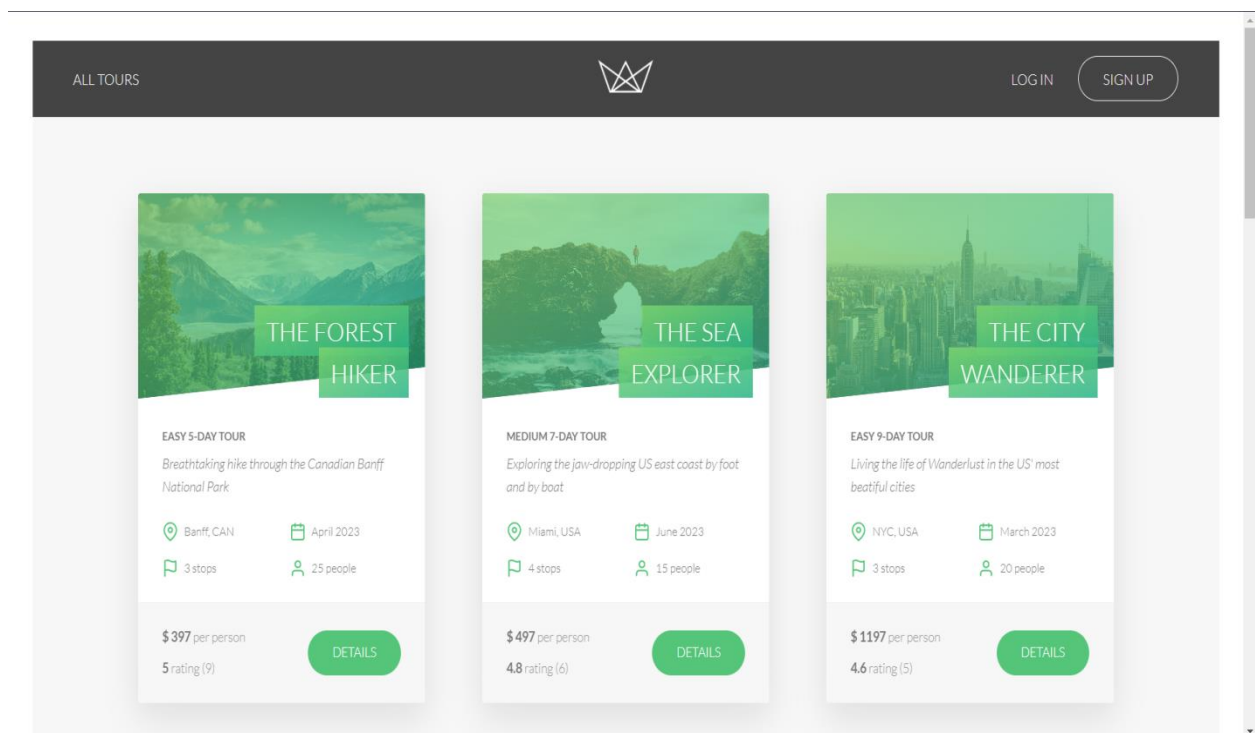 ALL TOURS
LOG IN
SIGN UP
THE FOREST
HIKER
EASY 5-DAY TOUR
Breathtaking hike through the Canadian Banff
National Park
Banff, CAN
April 2023
3 stops
25 people
$ 397 per person
5 rating (9)
DETAILS
THE SEA
EXPLORER
MEDIUM 7-DAY TOUR
Exploring the jaw-dropping US east coast by foot
and by boat
Miami, USA
June 2023
4 stops
15 people
$ 497 per person
4.8 rating (6)
DETAILS
THE CITY
WANDERER
EASY 9-DAY TOUR
Living the life of Wanderlust in the US' most
beatiful cities
NYC, USA
March 2023
3 stops
20 people
$ 1197 per person
4.6 rating (5)
DETAILS